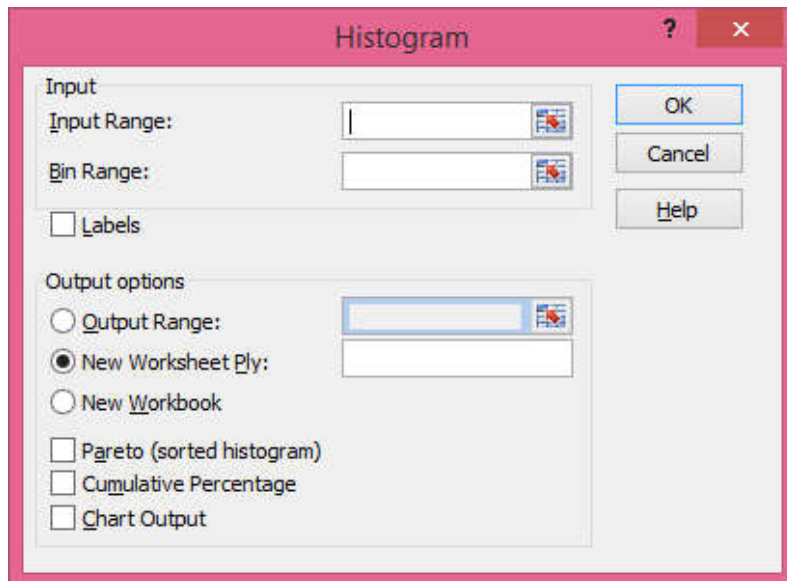 Histogram
?
×
Input
Input Range:
Bin Range:
Labels
OK
Cancel
Help
Output options
Output Range:
New Worksheet Ply:
New Workbook
Pareto (sorted histogram)
Cumulative Percentage
Chart Output